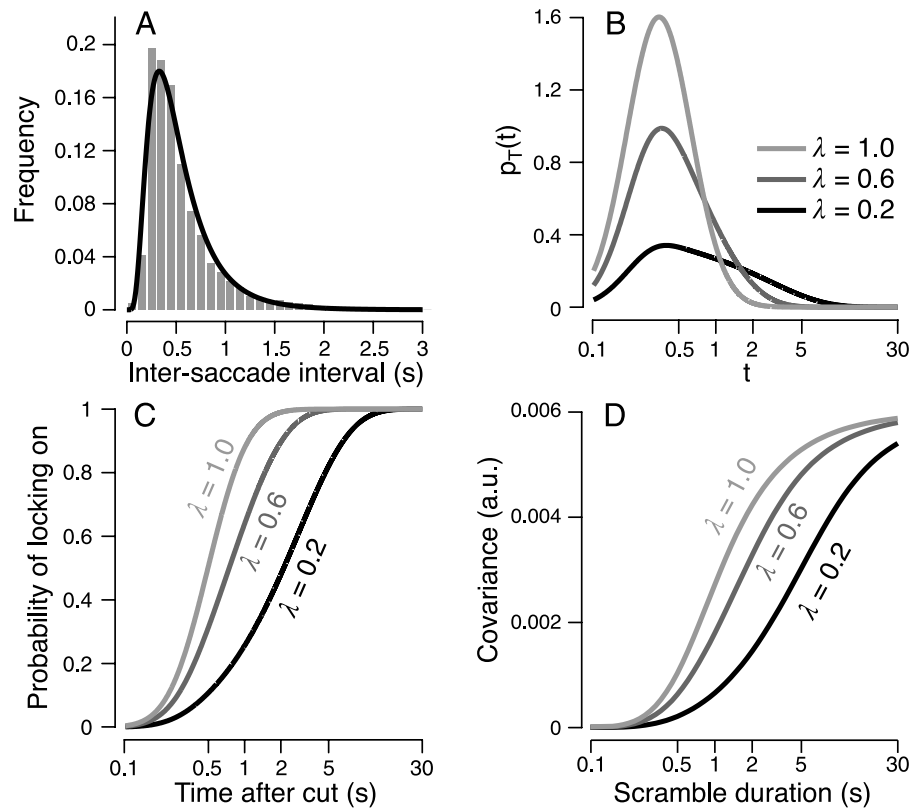 A
Frequency
0.2
0.16
0.12
0.08
0.04
0
0 0.5 1 1.5 2 2.5 3
Inter-saccade interval (s)
B
p_T(t)
1.6
1.2
0.8
0.4
0
λ = 1.0
λ = 0.6
λ = 0.2
0.1 0.5 1 2 5 30
t
C
Probability of locking on
1
0.8
0.6
0.4
0.2
0
λ = 1.0
λ = 0.6
λ = 0.2
0.1 0.5 1 2 5 30
Time after cut (s)
D
Covariance (a.u.)
0.006
0.004
0.002
0
λ = 1.0
λ = 0.6
λ = 0.2
0.1 0.5 1 2 5 30
Scramble duration (s)